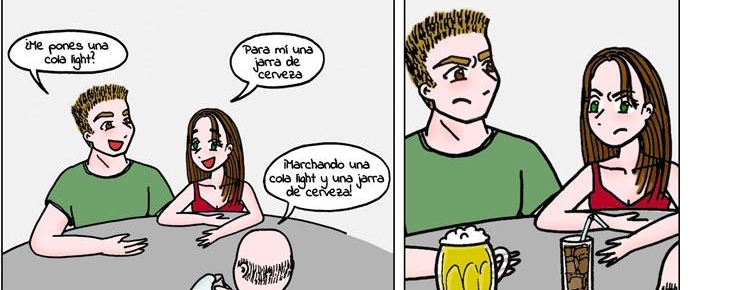 ¿Me pones una
cola light?
Para mí una
jarra de
cerveza
¡Marchando una
cola light y una jarra
de cerveza!